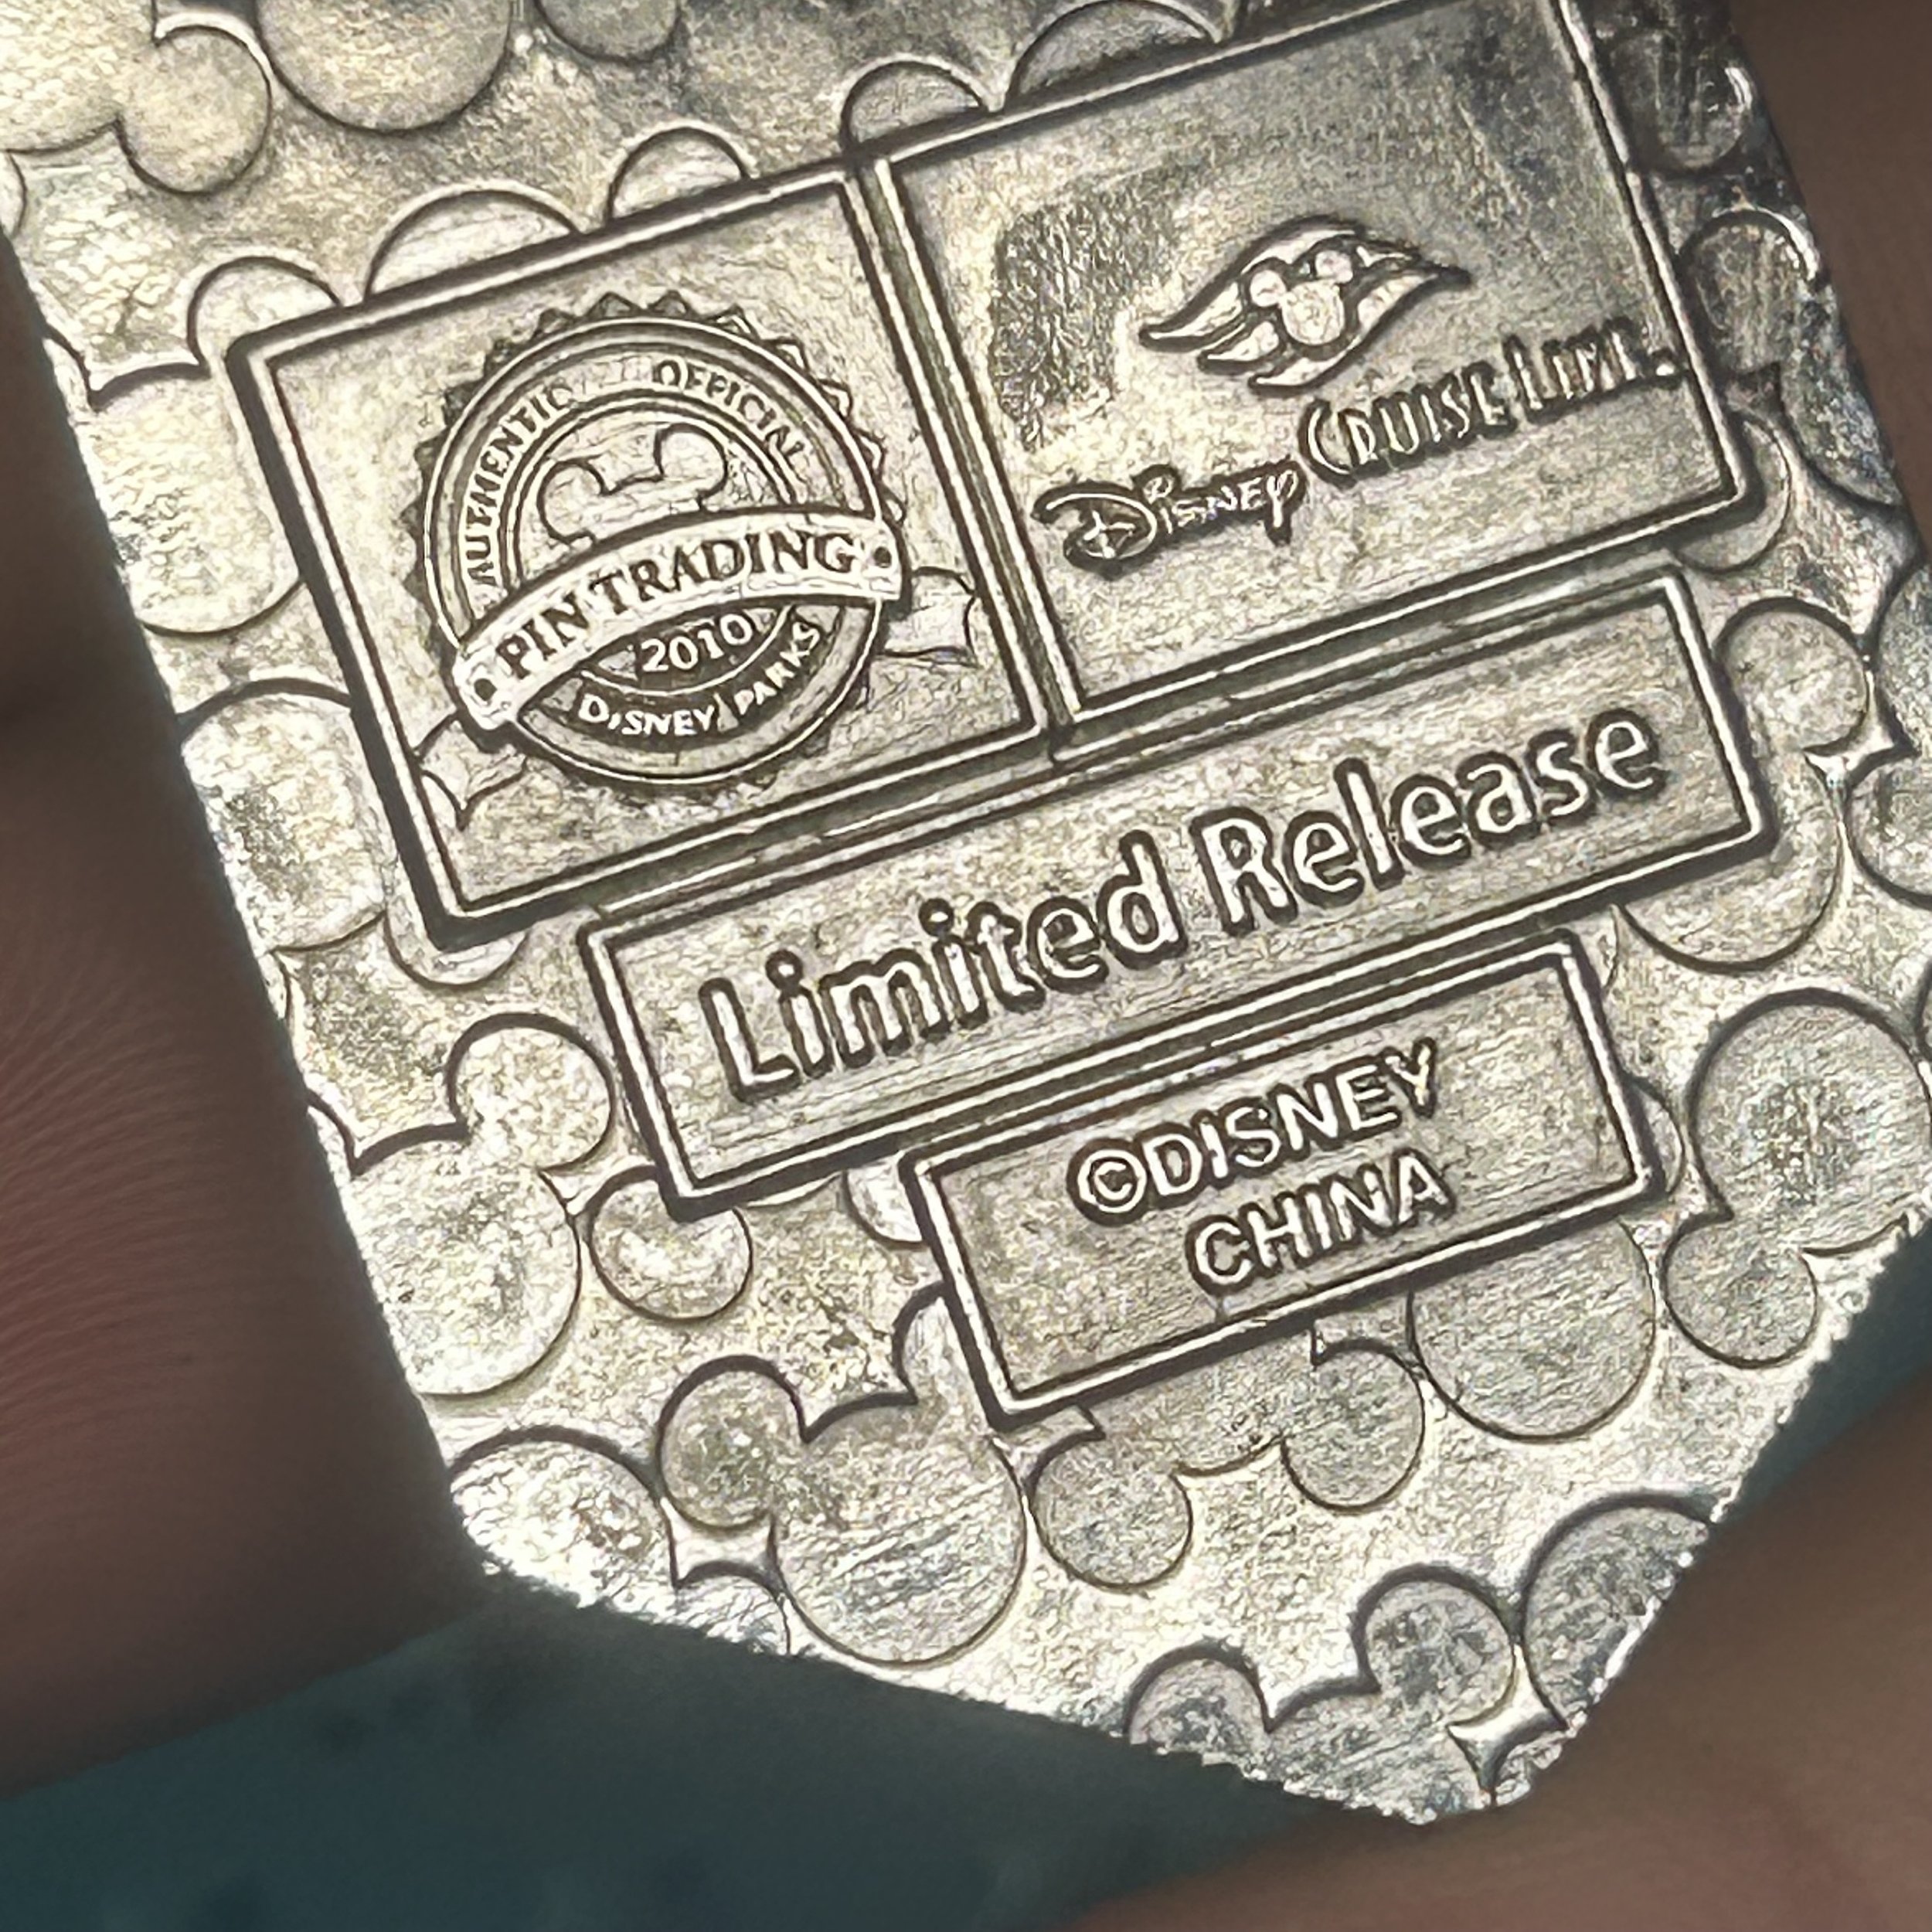 AUTHENTIC OFFICIAL
PIN TRADING
2010
DISNEY PARKS
DISNEY CRUISE LINE.
Limited Release
©DISNEY
CHINA